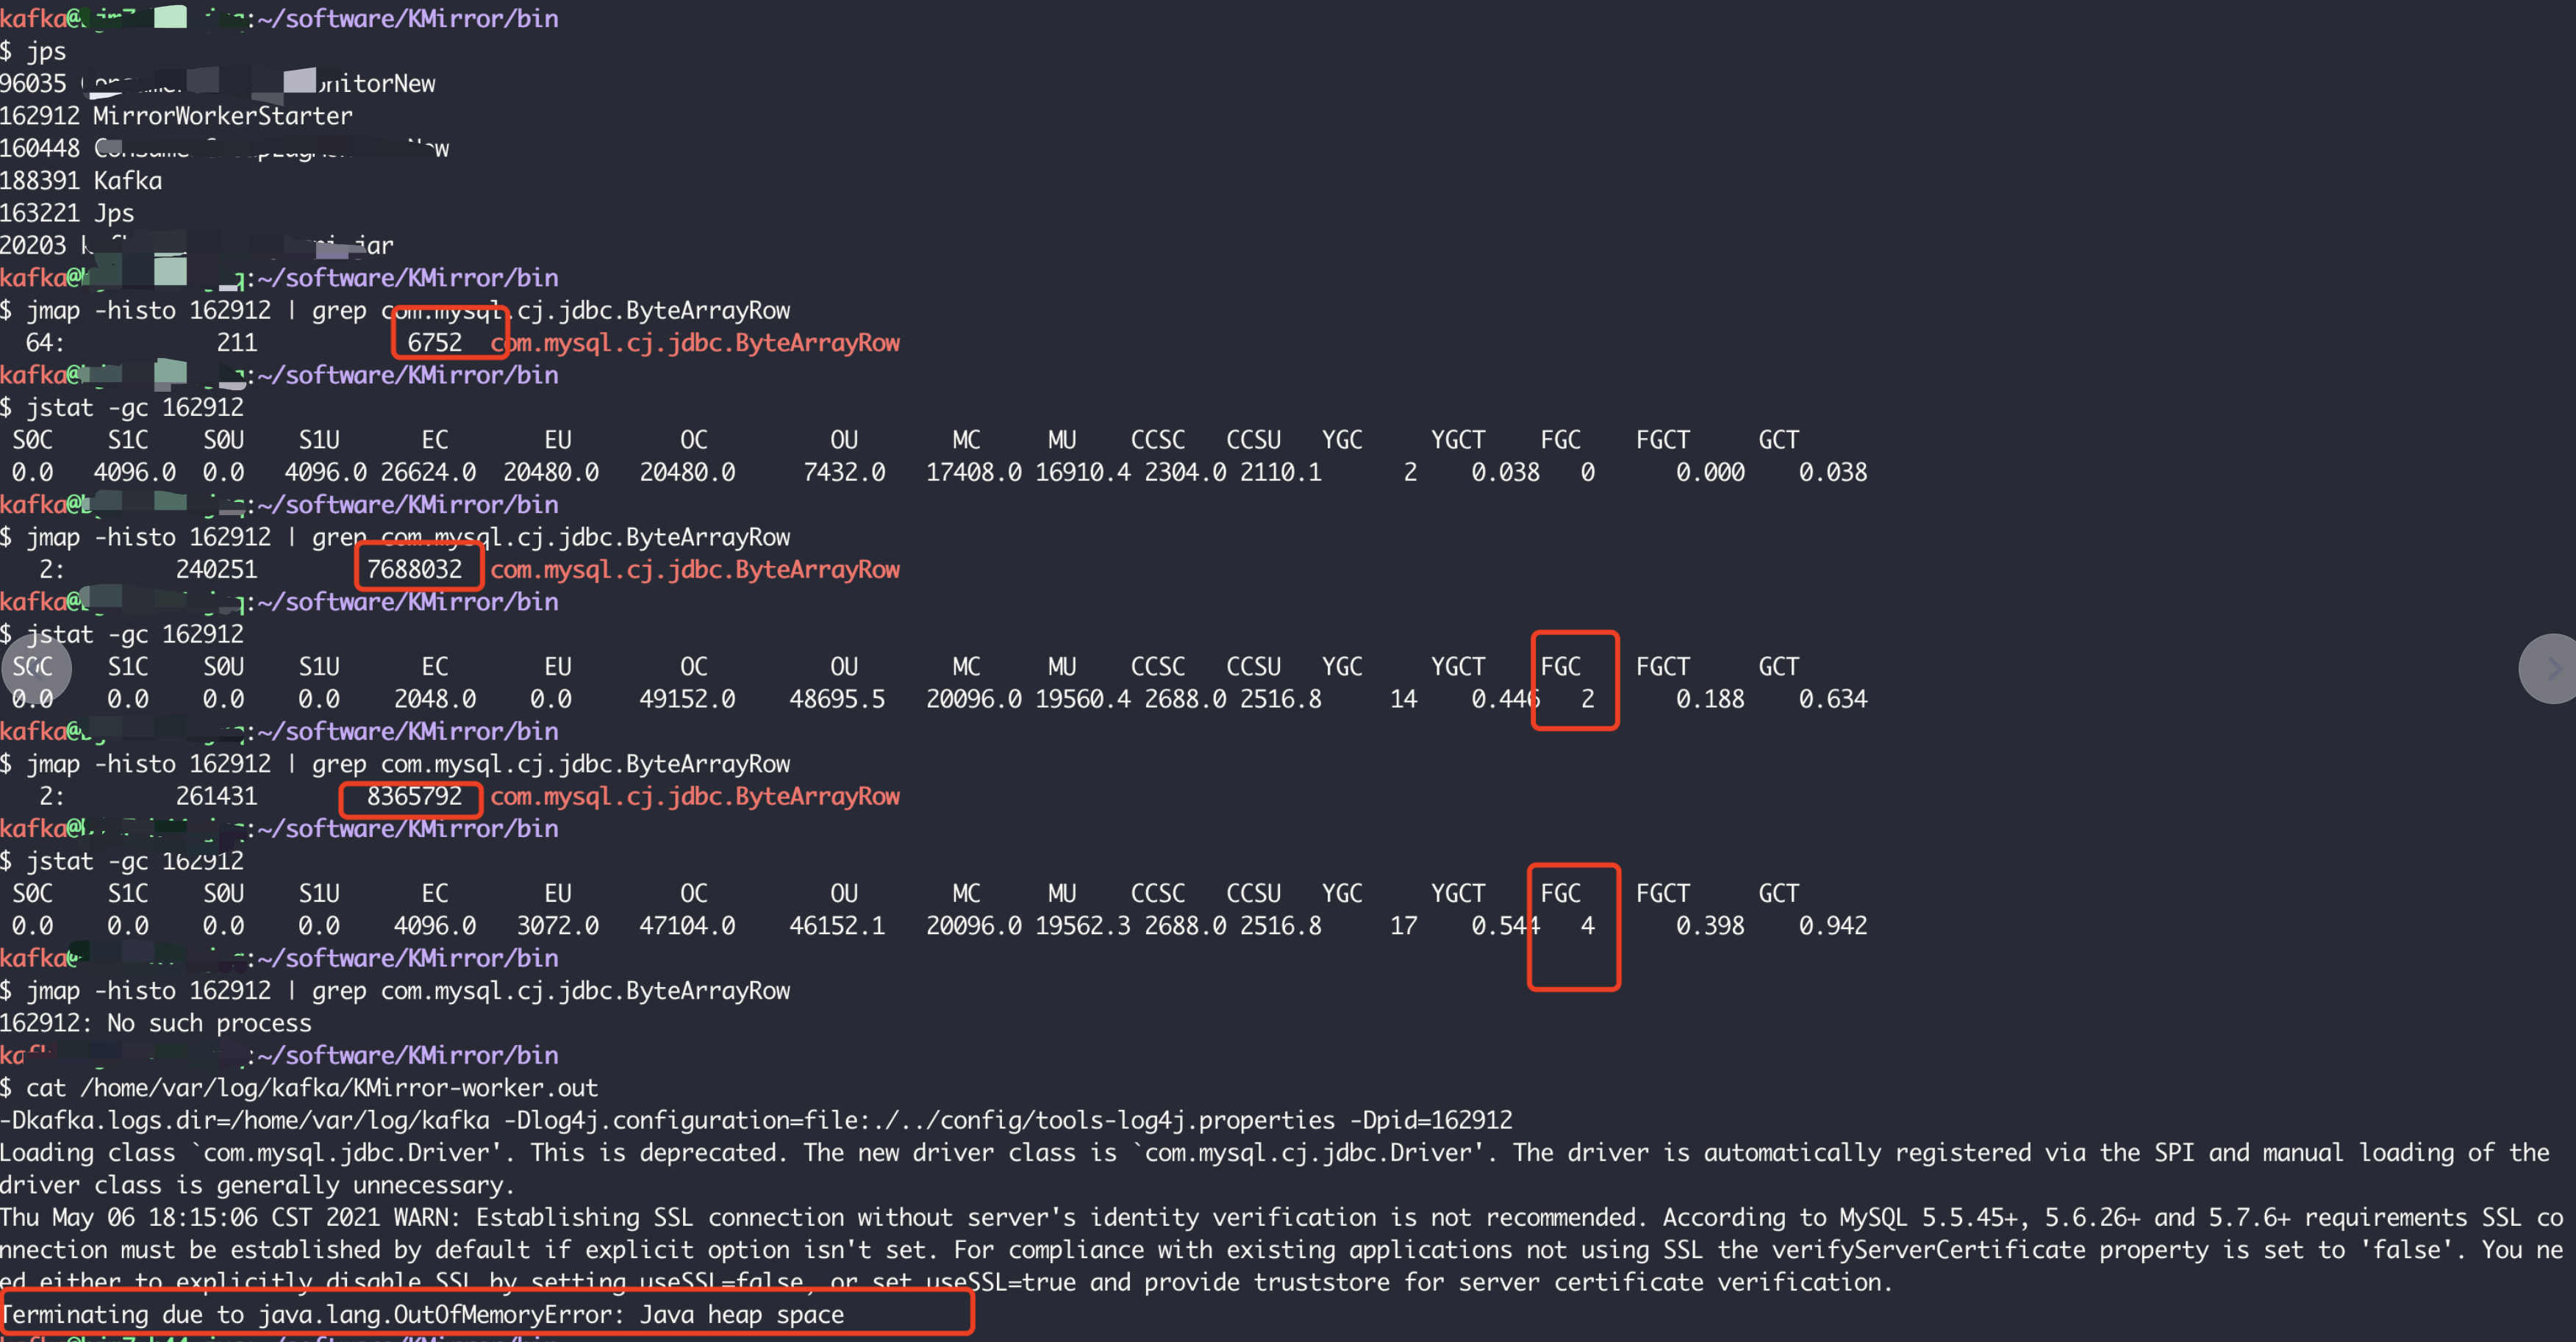 kafka@ :~/software/KMirror/bin
$ jps
96035 onitorNew
162912 MirrorWorkerStarter
160448
188391 Kafka
163221 Jps
20203 jar
kafka@ :~/software/KMirror/bin
$ jmap -histo 162912 | grep com.mysql.cj.jdbc.ByteArrayRow
64: 211 6752 com.mysql.cj.jdbc.ByteArrayRow
kafka@ :~/software/KMirror/bin
$ jstat -gc 162912
S0C S1C S0U S1U EC EU OC OU MC MU CCSC CCSU YGC YGCT FGC FGCT GCT
0.0 4096.0 0.0 4096.0 26624.0 20480.0 20480.0 7432.0 17408.0 16910.4 2304.0 2110.1 2 0.038 0 0.000 0.038
kafka@ :~/software/KMirror/bin
$ jmap -histo 162912 | grep com.mysql.cj.jdbc.ByteArrayRow
2: 240251 7688032 com.mysql.cj.jdbc.ByteArrayRow
kafka@ :~/software/KMirror/bin
$ jstat -gc 162912
S0C S1C S0U S1U EC EU OC OU MC MU CCSC CCSU YGC YGCT FGC FGCT GCT
0.0 0.0 0.0 0.0 2048.0 0.0 49152.0 48695.5 20096.0 19560.4 2688.0 2516.8 14 0.446 2 0.188 0.634
kafka@ :~/software/KMirror/bin
$ jmap -histo 162912 | grep com.mysql.cj.jdbc.ByteArrayRow
2: 261431 8365792 com.mysql.cj.jdbc.ByteArrayRow
kafka@ :~/software/KMirror/bin
$ jstat -gc 162912
S0C S1C S0U S1U EC EU OC OU MC MU CCSC CCSU YGC YGCT FGC FGCT GCT
0.0 0.0 0.0 0.0 4096.0 3072.0 47104.0 46152.1 20096.0 19562.3 2688.0 2516.8 17 0.544 4 0.398 0.942
kafka@ :~/software/KMirror/bin
$ jmap -histo 162912 | grep com.mysql.cj.jdbc.ByteArrayRow
162912: No such process
:~/software/KMirror/bin
$ cat /home/var/log/kafka/KMirror-worker.out
-Dkafka.logs.dir=/home/var/log/kafka -Dlog4j.configuration=file:./../config/tools-log4j.properties -Dpid=162912
Loading class `com.mysql.jdbc.Driver'. This is deprecated. The new driver class is `com.mysql.cj.jdbc.Driver'. The driver is automatically registered via the SPI and manual loading of the
driver class is generally unnecessary.
Thu May 06 18:15:06 CST 2021 WARN: Establishing SSL connection without server's identity verification is not recommended. According to MySQL 5.5.45+, 5.6.26+ and 5.7.6+ requirements SSL co
nnection must be established by default if explicit option isn't set. For compliance with existing applications not using SSL the verifyServerCertificate property is set to 'false'. You ne
ed either to explicitly disable SSL by setting useSSL=false, or set useSSL=true and provide truststore for server certificate verification.
Terminating due to java.lang.OutOfMemoryError: Java heap space